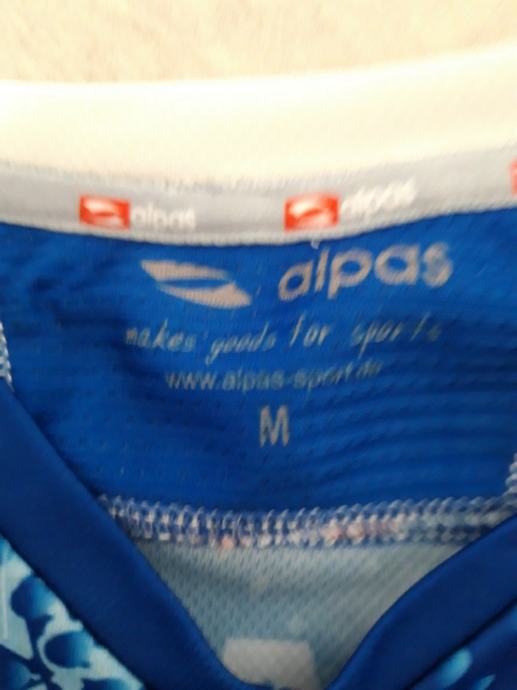 alpas alpas
alpas
makes goods for sports
www.alpas-sport.de
M